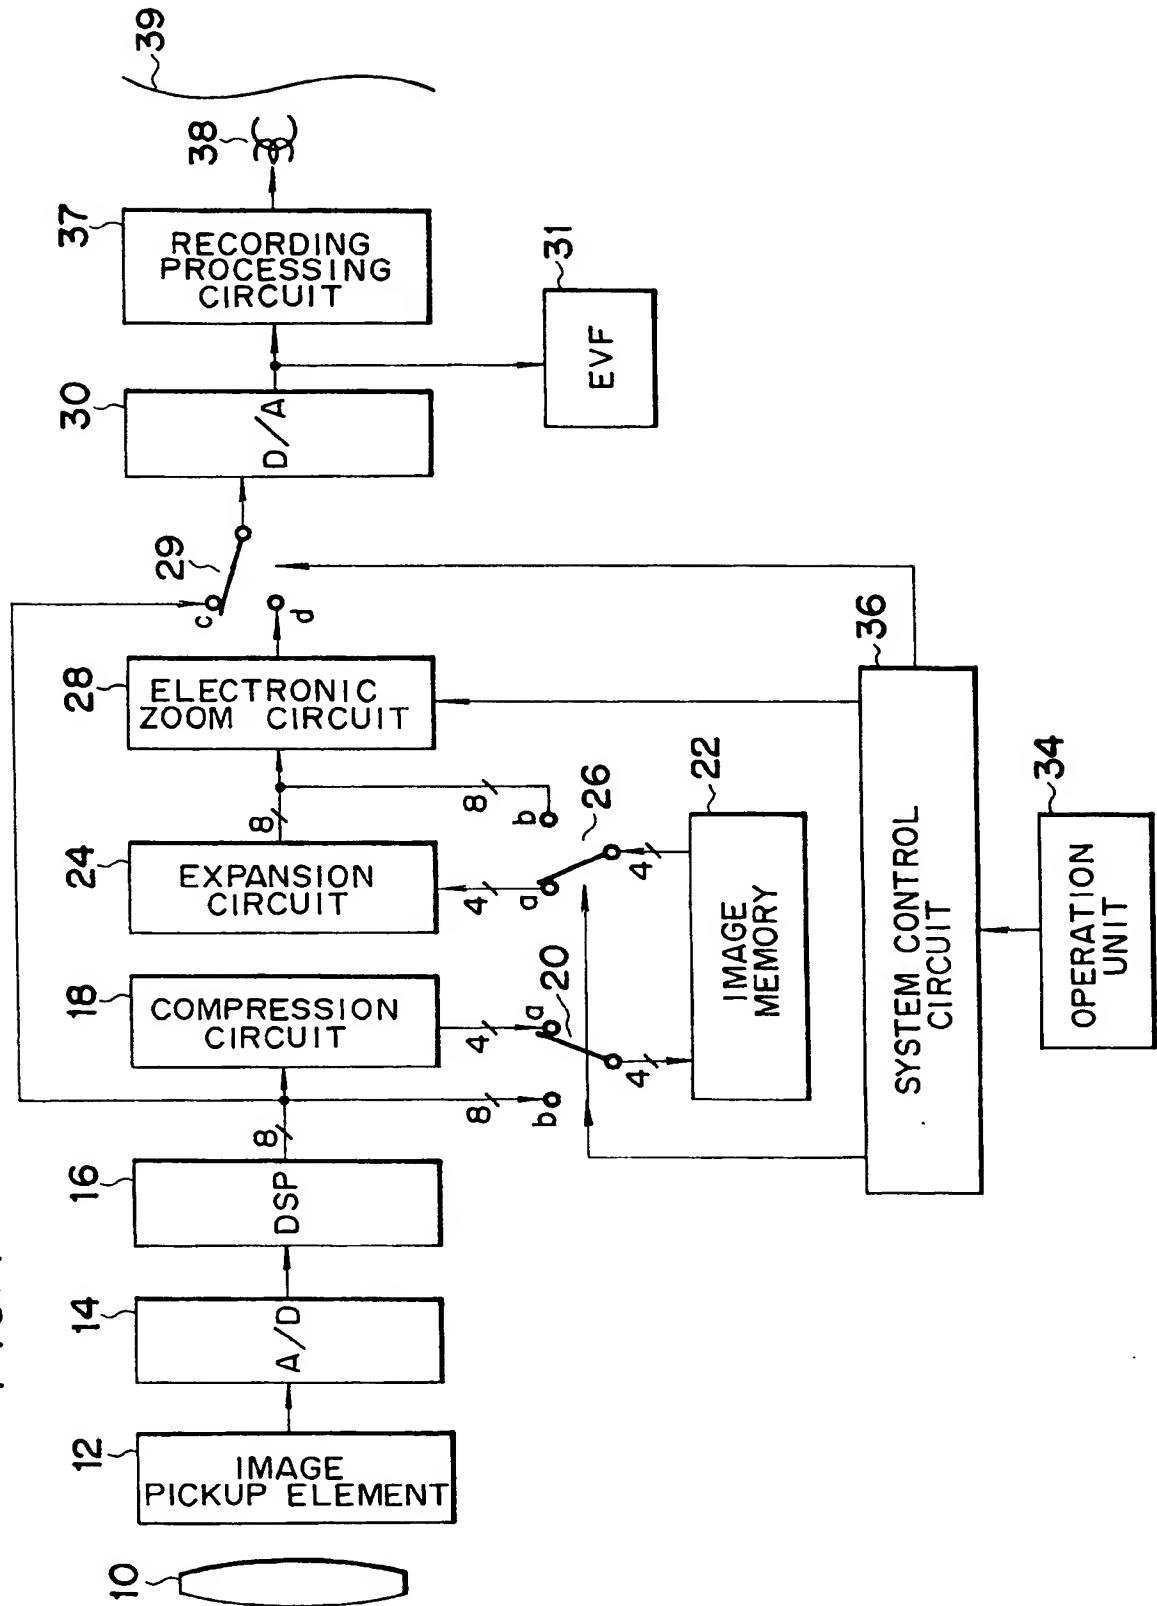 10
12
IMAGE
PICKUP ELEMENT
14
A/D
16
DSP
8
8
b
18
COMPRESSION
CIRCUIT
4
a
20
4
24
EXPANSION
CIRCUIT
4
a
8
8
b
26
4
22
IMAGE
MEMORY
28
ELECTRONIC
ZOOM CIRCUIT
c
d
29
30
D/A
31
EVF
37
RECORDING
PROCESSING
CIRCUIT
38
39
36
SYSTEM CONTROL
CIRCUIT
34
OPERATION
UNIT